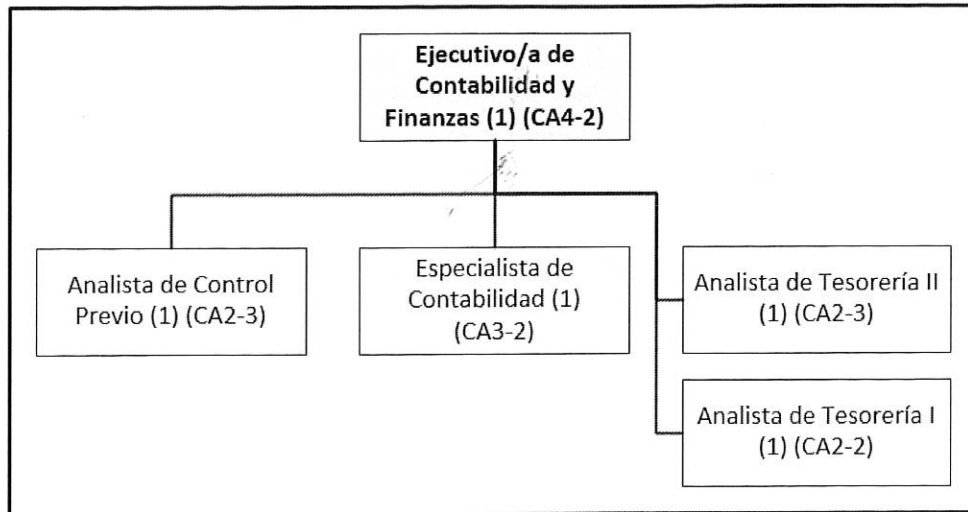 Ejecutivo/a de
Contabilidad y
Finanzas (1) (CA4-2)
Analista de Control
Previo (1) (CA2-3)
Especialista de
Contabilidad (1)
(CA3-2)
Analista de Tesorería II
(1) (CA2-3)
Analista de Tesorería I
(1) (CA2-2)